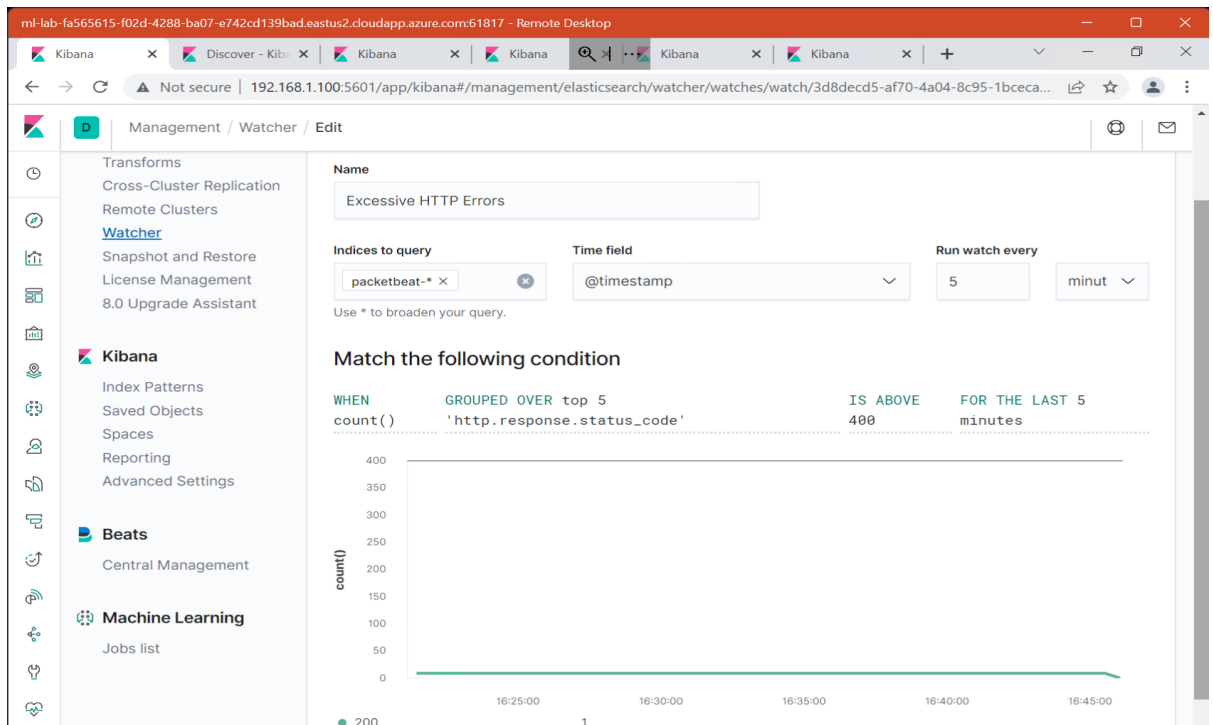 ml-lab-fa565615-f02d-4288-ba07-e742cd139bad.eastus2.cloudapp.azure.com:61817 - Remote Desktop
Kibana
Discover - Kib
Kibana
Kibana
Kibana
Kibana
Not secure | 192.168.1.100:5601/app/kibana#/management/elasticsearch/watcher/watches/watch/3d8decd5-af70-4a04-8c95-1bceca...
D
Management / Watcher / Edit
Transforms
Cross-Cluster Replication
Remote Clusters
Watcher
Snapshot and Restore
License Management
8.0 Upgrade Assistant
Kibana
Index Patterns
Saved Objects
Spaces
Reporting
Advanced Settings
Beats
Central Management
Machine Learning
Jobs list
Name
Excessive HTTP Errors
Indices to query
packetbeat-*
Use * to broaden your query.
Time field
@timestamp
Run watch every
5
minut
Match the following condition
WHEN count()
GROUPED OVER top 5
'http.response.status_code'
IS ABOVE
400
FOR THE LAST 5
minutes
400
350
300
250
200
150
100
50
0
count()
16:25:00
16:30:00
16:35:00
16:40:00
16:45:00
200
1